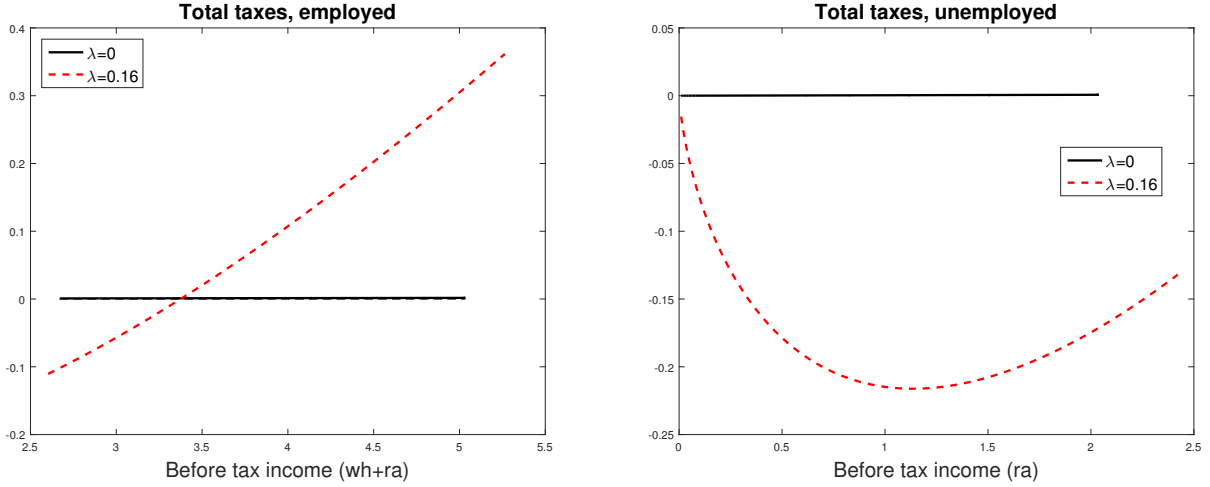 Total taxes, employed
0.4
λ=0
λ=0.16
0.3
0.2
0.1
0
-0.1
-0.2
2.5 3 3.5 4 4.5 5 5.5
Before tax income (wh+ra)
Total taxes, unemployed
0.05
0
-0.05
λ=0
λ=0.16
-0.1
-0.15
-0.2
-0.25
0 0.5 1 1.5 2 2.5
Before tax income (ra)